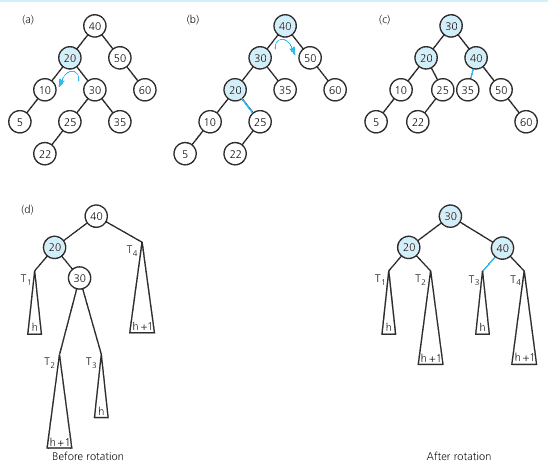 (a) (b) (c)
40 40 30
20 50 30 50 20 40
10 30 60 20 35 60 10 25 35 50
5 25 35 10 25 5 22 60
22 5 22
(d)
40 30
20 T4 20 40
T1 30 T1 T2 T3 T4
h h+1 h h
T2 T3 h+1 h+1
h
h+1
Before rotation After rotation